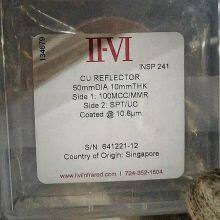 II-VI
INSP 241
CU REFLECTOR
50mmDIA 10mmTHK
Side 1: 100MCC/MMR
Side 2: SPT/UC
Coated @ 10.6µm
S/N: 641221-12
Country of Origin: Singapore
www.iiviinfrared.com / 724-352-1504
134679